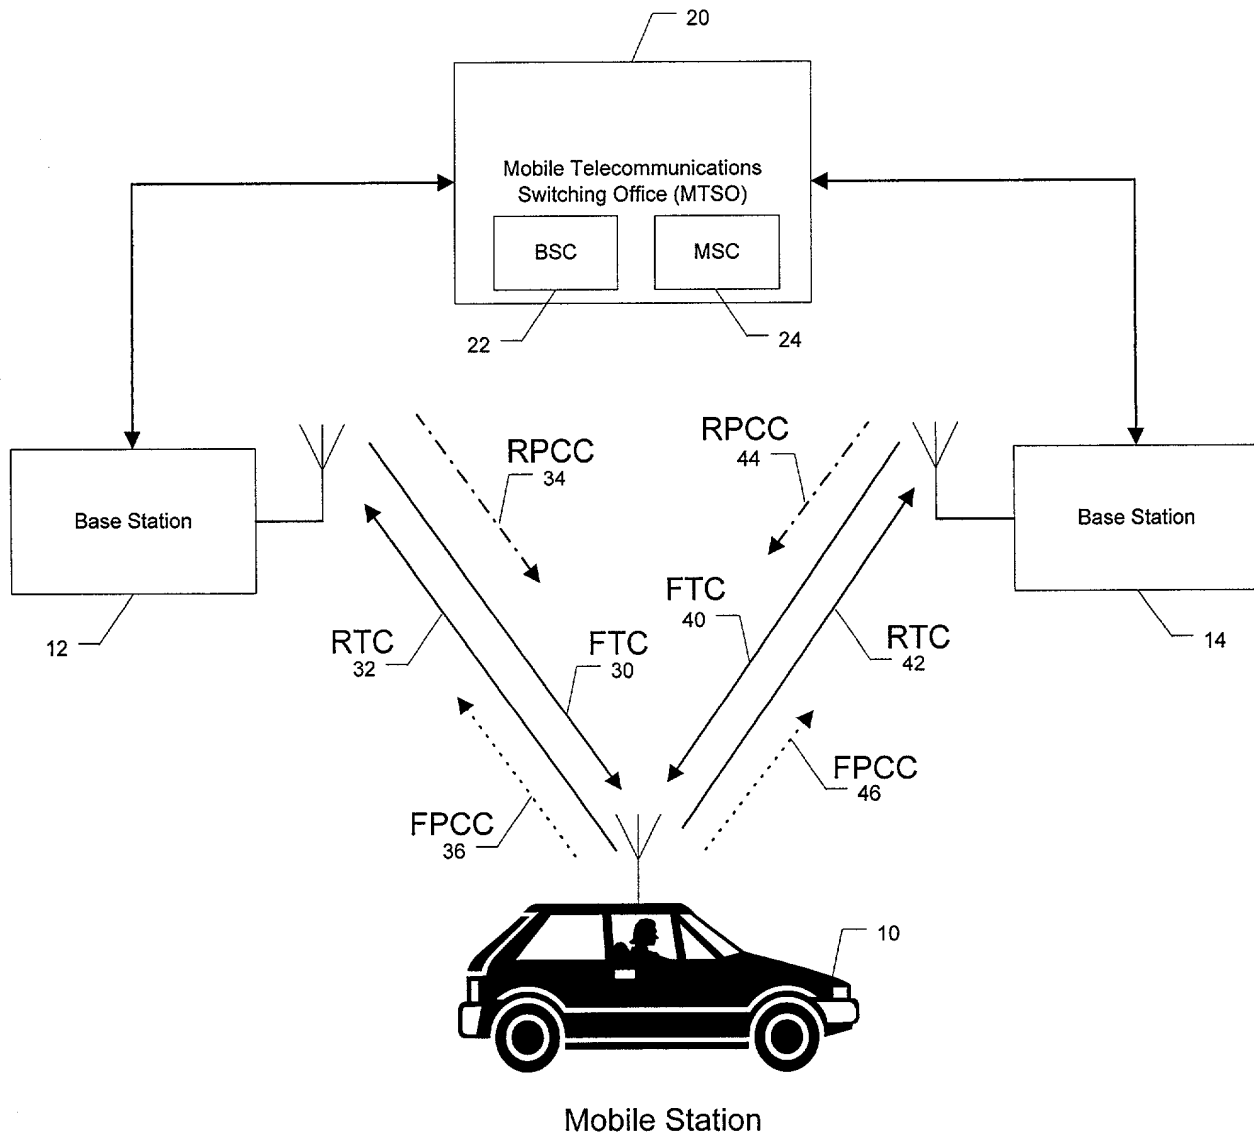 20
Mobile Telecommunications
Switching Office (MTSO)
BSC
MSC
22
24
RPCC
34
RPCC
44
Base Station
Base Station
12
14
RTC
32
FTC
30
FTC
40
RTC
42
FPCC
36
FPCC
46
10
Mobile Station